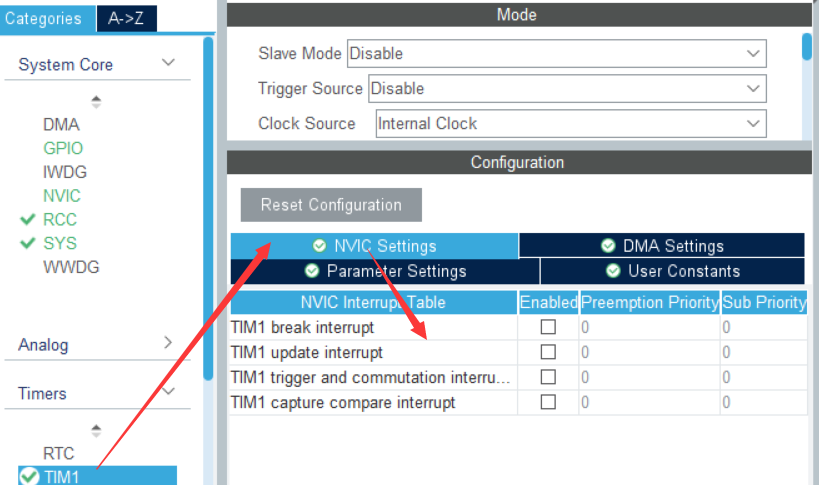 Categories A->Z
System Core
DMA
GPIO
IWDG
NVIC
RCC
SYS
WWDG
Analog
Timers
RTC
TIM1
Mode
Slave Mode Disable
Trigger Source Disable
Clock Source Internal Clock
Configuration
Reset Configuration
NVIC Settings DMA Settings
Parameter Settings User Constants
NVIC Interrupt Table Enabled Preemption Priority Sub Priority
TIM1 break interrupt 0 0
TIM1 update interrupt 0 0
TIM1 trigger and commutation interru... 0 0
TIM1 capture compare interrupt 0 0